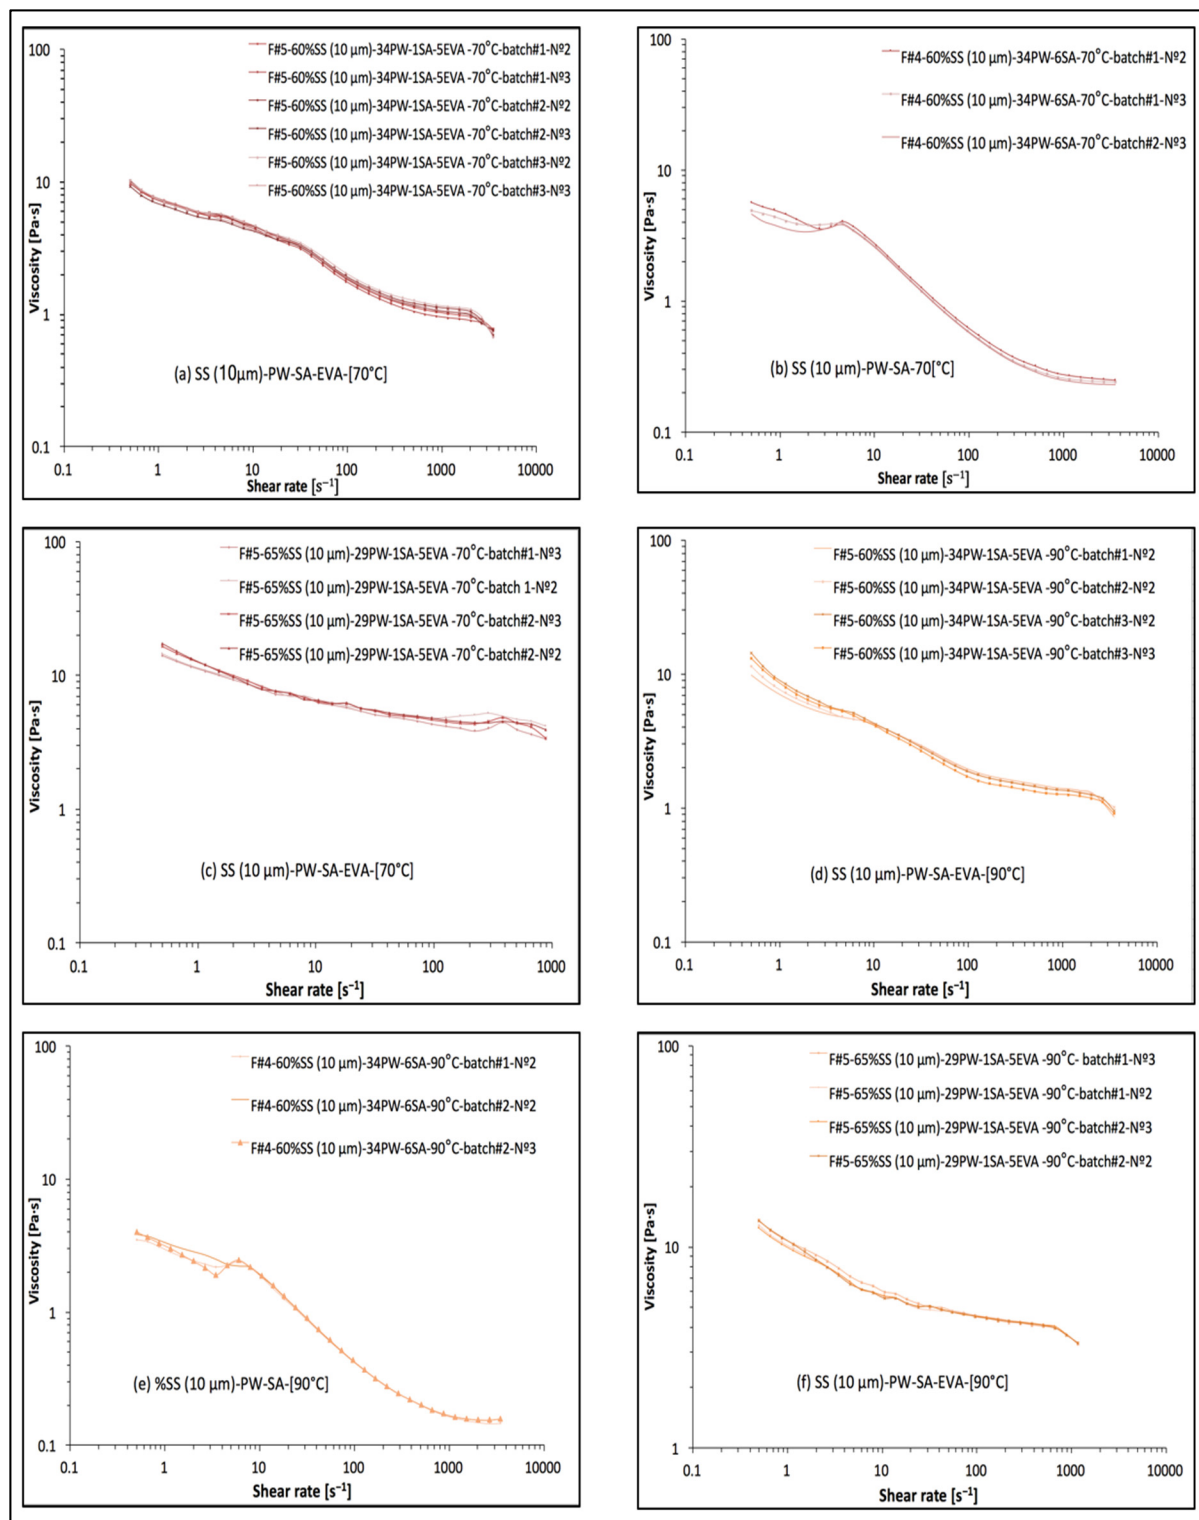 F#5-60%SS (10 µm)-34PW-1SA-5EVA -70°C-batch#1-Nº2
F#5-60%SS (10 µm)-34PW-1SA-5EVA -70°C-batch#1-Nº3
F#5-60%SS (10 µm)-34PW-1SA-5EVA -70°C-batch#2-Nº2
F#5-60%SS (10 µm)-34PW-1SA-5EVA -70°C-batch#2-Nº3
F#5-60%SS (10 µm)-34PW-1SA-5EVA -70°C-batch#3-Nº2
F#5-60%SS (10 µm)-34PW-1SA-5EVA -70°C-batch#3-Nº3
100
10
1
0.1
Viscosity [Pa·s]
(a) SS (10µm)-PW-SA-EVA-[70°C]
0.1 1 10 100 1000 10000
Shear rate [s⁻¹]
F#4-60%SS (10 µm)-34PW-6SA-70°C-batch#1-Nº2
F#4-60%SS (10 µm)-34PW-6SA-70°C-batch#1-Nº3
F#4-60%SS (10 µm)-34PW-6SA-70°C-batch#2-Nº3
100
10
1
0.1
Viscosity [Pa·s]
(b) SS (10 µm)-PW-SA-70[°C]
0.1 1 10 100 1000 10000
Shear rate [s⁻¹]
F#5-65%SS (10 µm)-29PW-1SA-5EVA -70°C-batch#1-Nº3
F#5-65%SS (10 µm)-29PW-1SA-5EVA -70°C-batch 1-Nº2
F#5-65%SS (10 µm)-29PW-1SA-5EVA -70°C-batch#2-Nº3
F#5-65%SS (10 µm)-29PW-1SA-5EVA -70°C-batch#2-Nº2
100
10
1
0.1
Viscosity [Pa·s]
(c) SS (10 µm)-PW-SA-EVA-[70°C]
0.1 1 10 100 1000
Shear rate [s⁻¹]
F#5-60%SS (10 µm)-34PW-1SA-5EVA -90°C-batch#1-Nº2
F#5-60%SS (10 µm)-34PW-1SA-5EVA -90°C-batch#2-Nº2
F#5-60%SS (10 µm)-34PW-1SA-5EVA -90°C-batch#3-Nº2
F#5-60%SS (10 µm)-34PW-1SA-5EVA -90°C-batch#3-Nº3
100
10
1
0.1
Viscosity [Pa·s]
(d) SS (10 µm)-PW-SA-EVA-[90°C]
0.1 1 10 100 1000 10000
Shear rate [s⁻¹]
F#4-60%SS (10 µm)-34PW-6SA-90°C-batch#1-Nº2
F#4-60%SS (10 µm)-34PW-6SA-90°C-batch#2-Nº2
F#4-60%SS (10 µm)-34PW-6SA-90°C-batch#2-Nº3
100
10
1
0.1
Viscosity [Pa·s]
(e) %SS (10 µm)-PW-SA-[90°C]
0.1 1 10 100 1000 10000
Shear rate [s⁻¹]
F#5-65%SS (10 µm)-29PW-1SA-5EVA -90°C- batch#1-Nº3
F#5-65%SS (10 µm)-29PW-1SA-5EVA -90°C-batch#1-Nº2
F#5-65%SS (10 µm)-29PW-1SA-5EVA -90°C-batch#2-Nº3
F#5-65%SS (10 µm)-29PW-1SA-5EVA -90°C-batch#2-Nº2
100
10
1
Viscosity [Pa·s]
(f) SS (10 µm)-PW-SA-EVA-[90°C]
0.1 1 10 100 1000 10000
Shear rate [s⁻¹]